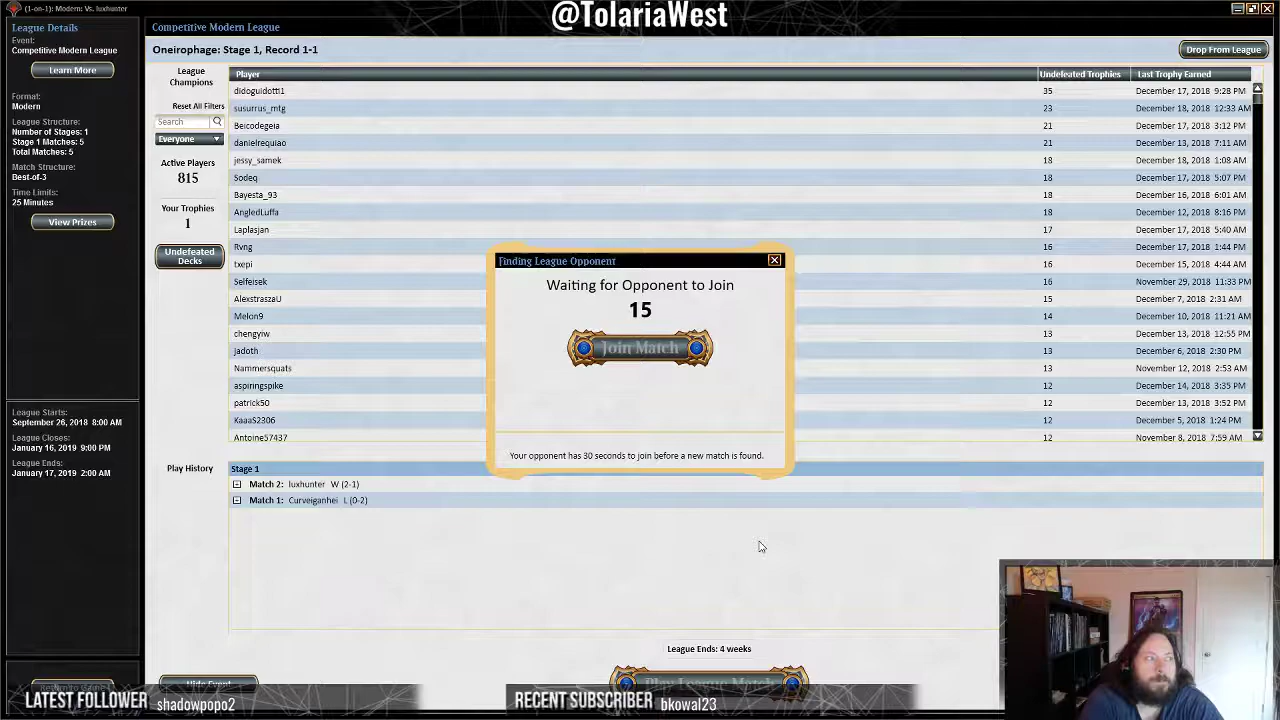 (1-on-1): Modern: Vs. luxhunter
@TolariaWest
League Details
Event:
Competitive Modern League
Learn More
Format:
Modern
League Structure:
Number of Stages: 1
Stage 1 Matches: 5
Total Matches: 5
Match Structure:
Best-of-3
Time Limits:
25 Minutes
View Prizes
League Starts:
September 26, 2018 8:00 AM
League Closes:
January 16, 2019 9:00 PM
League Ends:
January 17, 2019 2:00 AM
Competitive Modern League
Oneirophage: Stage 1, Record 1-1
Drop From League
League
Champions
Reset All Filters
Search
Everyone
Active Players
815
Your Trophies
1
Undefeated
Decks
Player Undefeated Trophies Last Trophy Earned
didoguidotti1 35 December 17, 2018 9:28 PM
susurrus_mtg 23 December 18, 2018 12:33 AM
Beicodegeia 21 December 17, 2018 3:12 PM
danielrequiao 21 December 13, 2018 7:11 AM
jessy_samek 18 December 18, 2018 1:08 AM
Sodeq 18 December 17, 2018 5:07 PM
Bayesta_93 18 December 16, 2018 6:01 AM
AngledLuffa 18 December 12, 2018 8:16 PM
Laplasjan 17 December 17, 2018 5:40 AM
Rvng 16 December 17, 2018 1:44 PM
txepi 16 December 15, 2018 4:44 AM
Selfeisek 16 November 29, 2018 11:33 PM
AlexstraszaU 15 December 7, 2018 2:31 AM
Melon9 14 December 10, 2018 11:21 AM
chengyiw 13 December 13, 2018 12:55 PM
Jadoth 13 December 6, 2018 2:30 PM
Nammersquats 13 November 12, 2018 2:53 AM
aspiringspike 12 December 14, 2018 3:35 PM
patrick50 12 December 13, 2018 3:52 PM
KaaaS2306 12 December 5, 2018 1:24 PM
Antoine57437 12 November 8, 2018 7:59 AM
Finding League Opponent
Waiting for Opponent to Join
15
Join Match
Your opponent has 30 seconds to join before a new match is found.
Play History
Stage 1
Match 2: luxhunter W (2-1)
Match 1: Curveiganhei L (0-2)
League Ends: 4 weeks
Play League Match
Hide Event
LATEST FOLLOWER shadowpopo2
RECENT SUBSCRIBER bkowal23